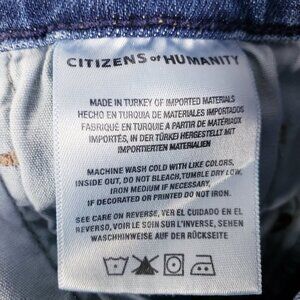 CITIZENS of HUMANITY
MADE IN TURKEY OF IMPORTED MATERIALS
HECHO EN TURQUIA DE MATERIALES IMPORTADOS
FABRIQUÉ EN TURQUIE A PARTIR DE MATÉRIAUX
IMPORTÉS, IN DER TÜRKEI HERGESTELLT MIT
IMPORTIERTEN MATERIALIEN
MACHINE WASH COLD WITH LIKE COLORS,
INSIDE OUT, DO NOT BLEACH, TUMBLE DRY LOW,
IRON MEDIUM IF NECESSARY,
IF DECORATED OR PRINTED DO NOT IRON.
SEE CARE ON REVERSE, VER EL CUIDADO EN EL
REVERSO, VOIR LE SOIN SUR L'INVERSE, SEHEN
WASCHHINWEISE AUF DER RÜCKSEITE